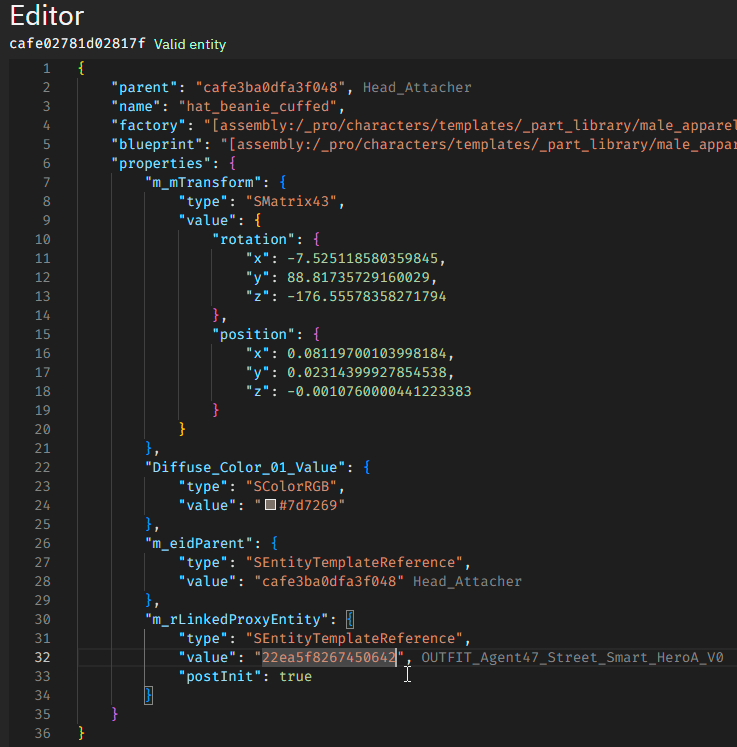 Editor
cafe02781d02817f Valid entity
1 {
2 "parent": "cafe3ba0dfa3f048", Head_Attacher
3 "name": "hat_beanie_cuffed",
4 "factory": "[assembly:/_pro/characters/templates/_part_library/male_apparel
5 "blueprint": "[assembly:/_pro/characters/templates/_part_library/male_appar
6 "properties": {
7 "m_mTransform": {
8 "type": "SMatrix43",
9 "value": {
10 "rotation": {
11 "x": -7.525118580359845,
12 "y": 88.81735729160029,
13 "z": -176.55578358271794
14 },
15 "position": {
16 "x": 0.08119700103998184,
17 "y": 0.02314399927854538,
18 "z": -0.0010760000441223383
19 }
20 }
21 },
22 "Diffuse_Color_01_Value": {
23 "type": "SColorRGB",
24 "value": "#7d7269"
25 },
26 "m_eidParent": {
27 "type": "SEntityTemplateReference",
28 "value": "cafe3ba0dfa3f048" Head_Attacher
29 },
30 "m_rLinkedProxyEntity": {
31 "type": "SEntityTemplateReference",
32 "value": "22ea5f8267450642", OUTFIT_Agent47_Street_Smart_HeroA_V0
33 "postInit": true
34 }
35 }
36 }